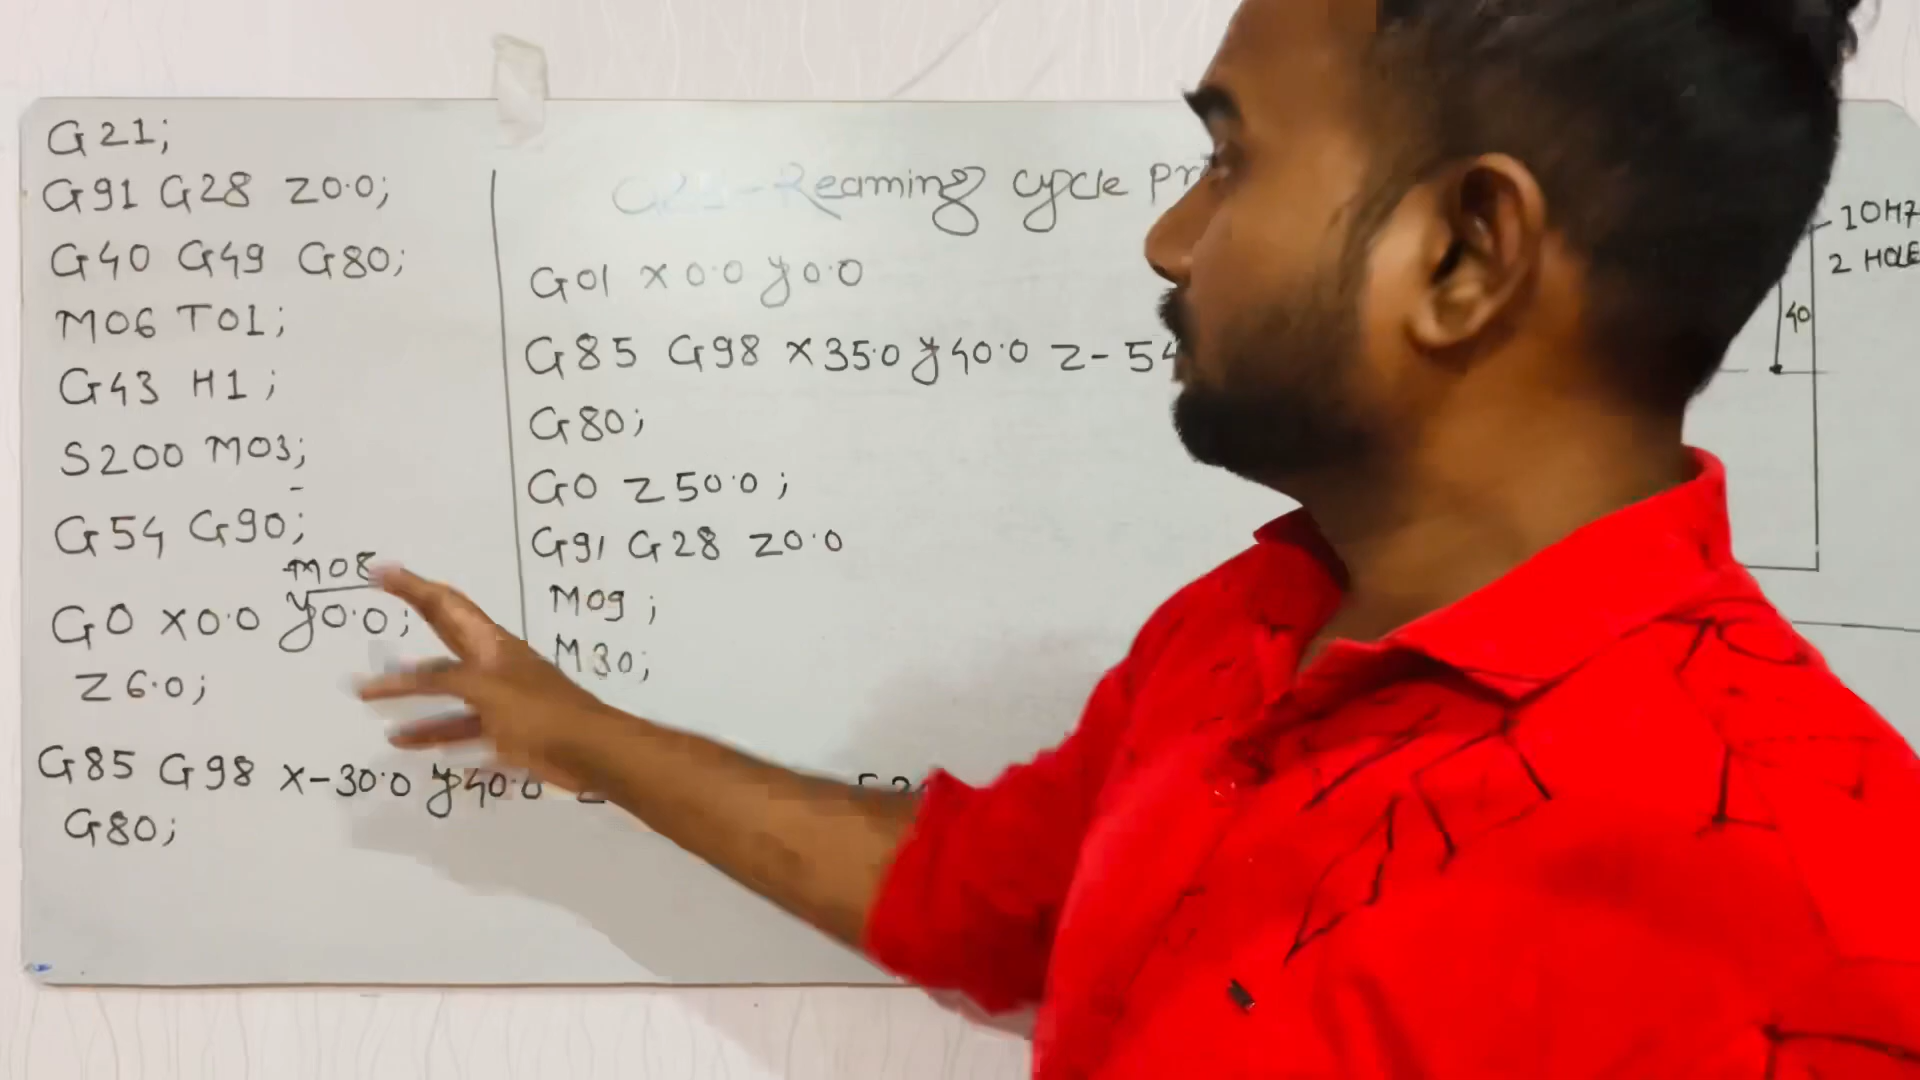 G21;
G91 G28 Z0.0;
G40 G49 G80;
M06 T01;
G43 H1;
S200 M03;
G54 G90;
M08
G0 X0.0 Y0.0;
Z6.0;
G85 G98 X-30.0 Y40.0
G80;
Reaming cycle
G01 X0.0 Y0.0
G85 G98 X35.0 Y40.0 Z-54
G80;
G0 Z50.0;
G91 G28 Z0.0
M09;
M30;
10H7
2 HOLE
40